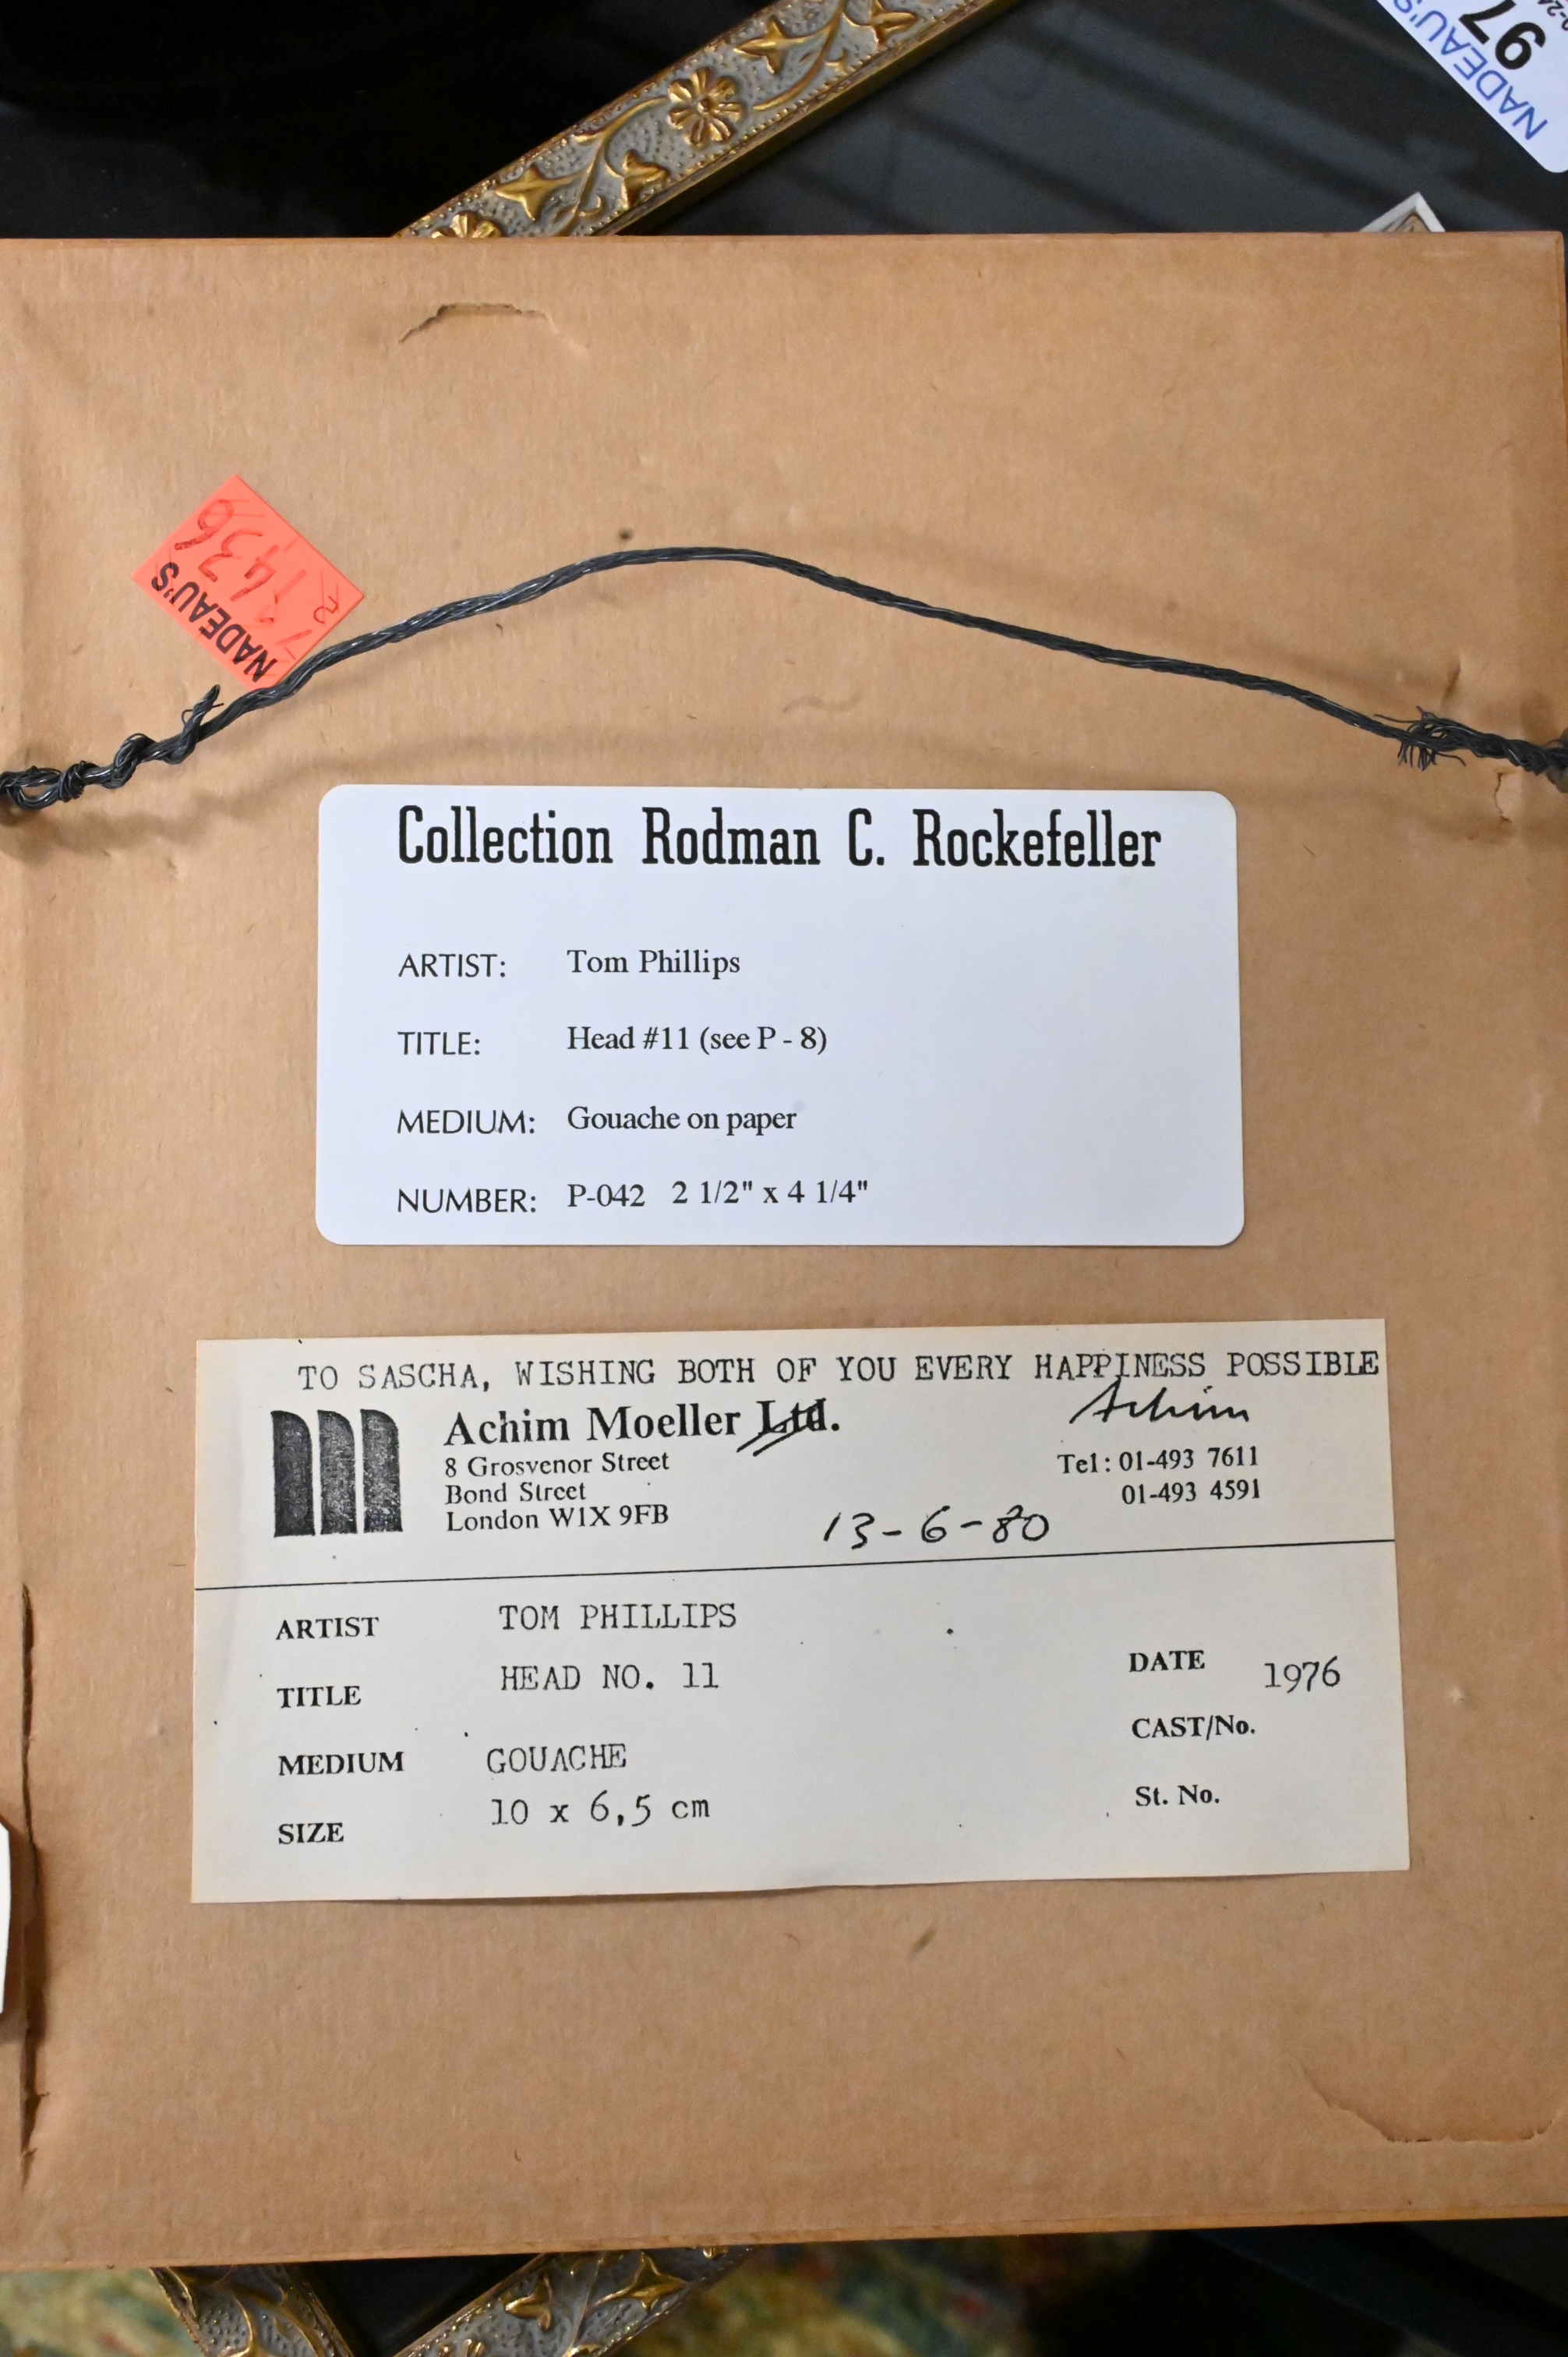 NADEAU'S
97
NADEAU'S
Collection Rodman C. Rockefeller
ARTIST: Tom Phillips
TITLE: Head #11 (see P - 8)
MEDIUM: Gouache on paper
NUMBER: P-042 2 1/2" x 4 1/4"
TO SASCHA, WISHING BOTH OF YOU EVERY HAPPINESS POSSIBLE
Achim
Achim Moeller Ltd.
8 Grosvenor Street
Bond Street
London W1X 9FB
Tel: 01-493 7611
01-493 4591
13-6-80
ARTIST TOM PHILLIPS
TITLE HEAD NO. 11
MEDIUM GOUACHE
SIZE 10 x 6,5 cm
DATE 1976
CAST/No.
St. No.